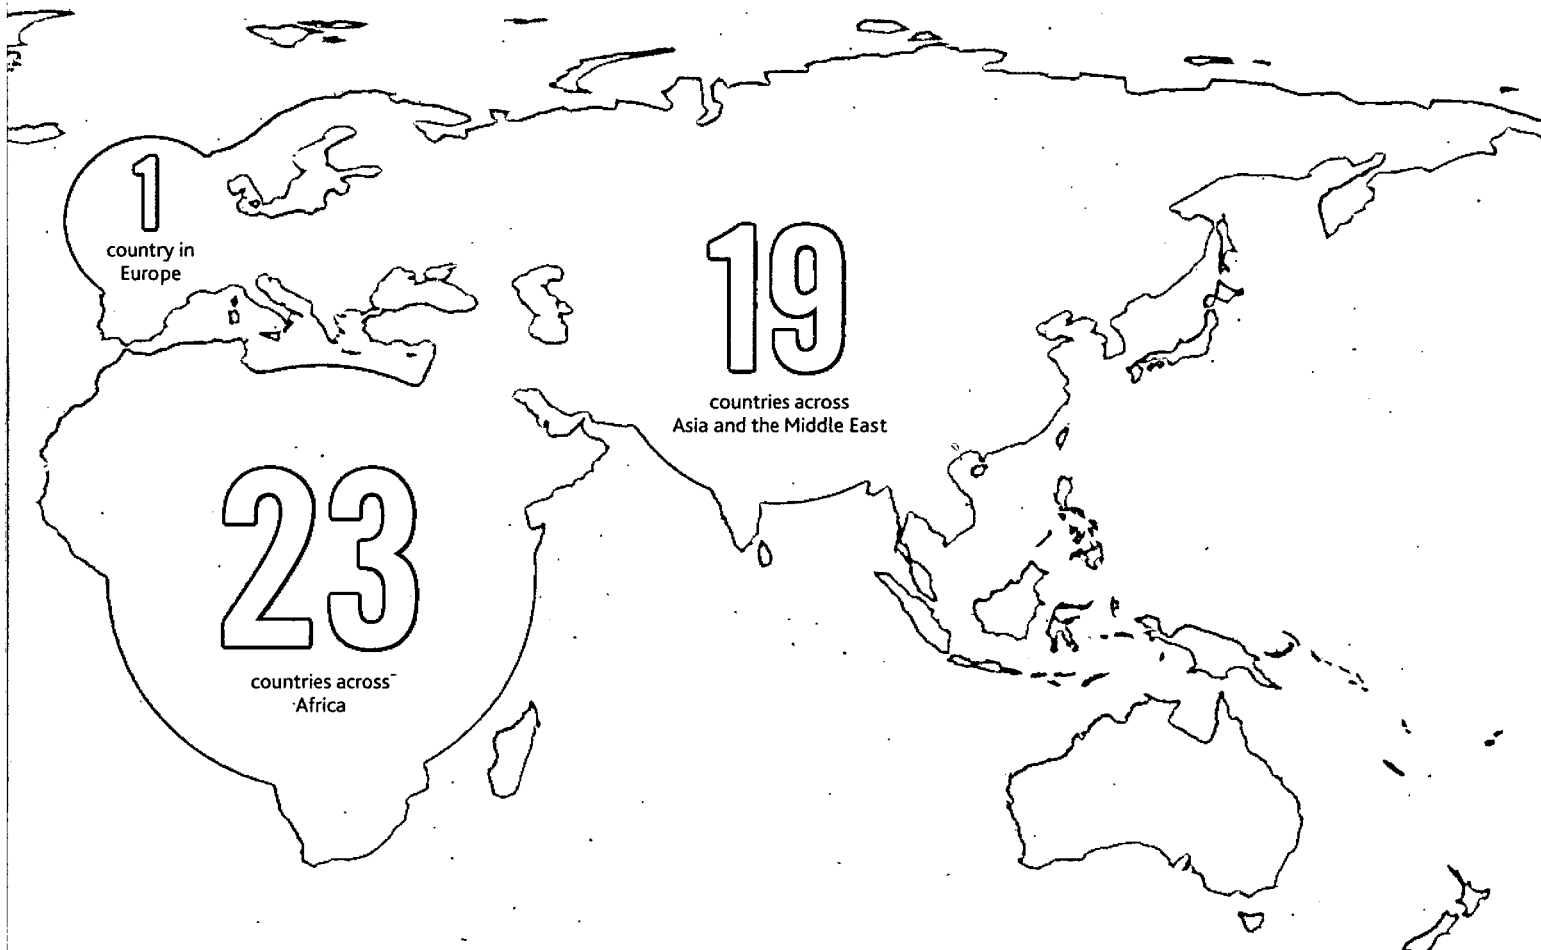 1
country in
Europe
19
countries across
Asia and the Middle East
23
countries across
Africa